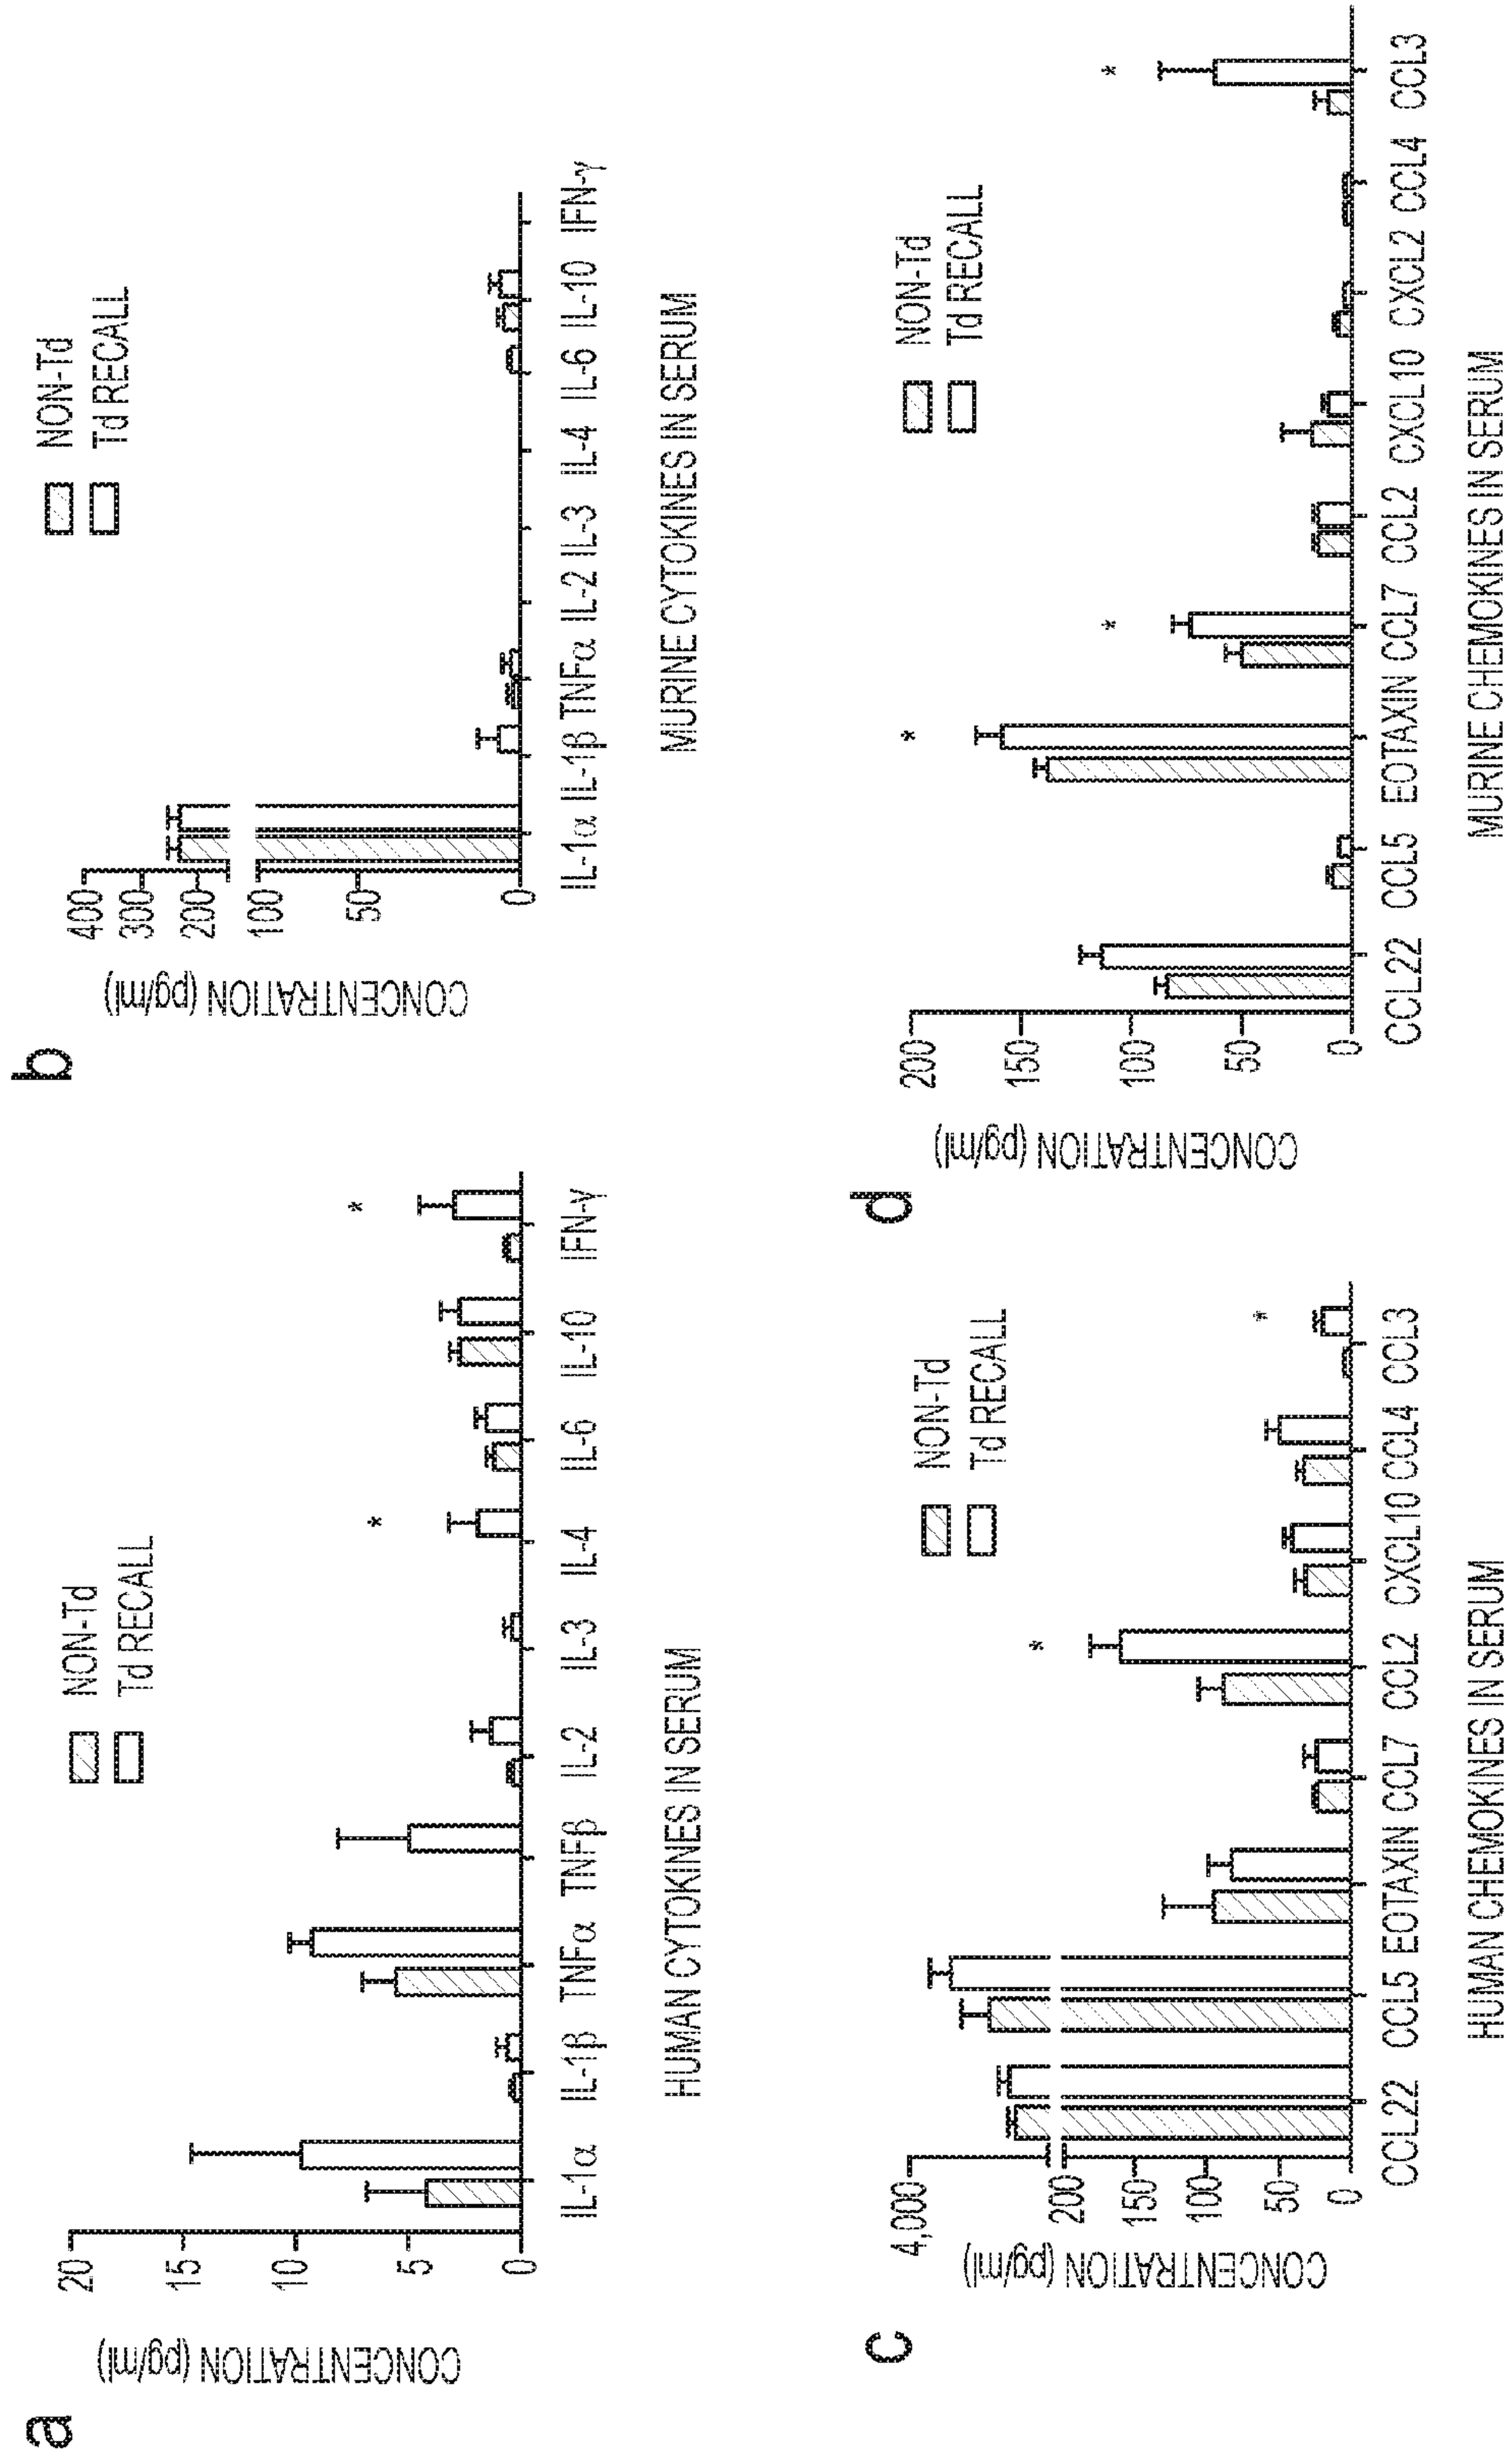 a
CONCENTRATION (pg/ml)
20
15
10
5
0
NON-Td
Td RECALL
*
*
IL-1α IL-1β TNFα TNFβ IL-2 IL-3 IL-4 IL-6 IL-10 IFN-γ
HUMAN CYTOKINES IN SERUM
b
CONCENTRATION (pg/ml)
400
300
200
100
50
0
NON-Td
Td RECALL
IL-1α IL-1β TNFα IL-2 IL-3 IL-4 IL-6 IL-10 IFN-γ
MURINE CYTOKINES IN SERUM
c
CONCENTRATION (pg/ml)
4,000
200
150
100
50
0
NON-Td
Td RECALL
*
*
CCL22 CCL5 EOTAXIN CCL7 CCL2 CXCL10 CCL4 CCL3
HUMAN CHEMOKINES IN SERUM
d
CONCENTRATION (pg/ml)
200
150
100
50
0
NON-Td
Td RECALL
*
*
*
CCL22 CCL5 EOTAXIN CCL7 CCL2 CXCL10 CXCL2 CCL4 CCL3
MURINE CHEMOKINES IN SERUM